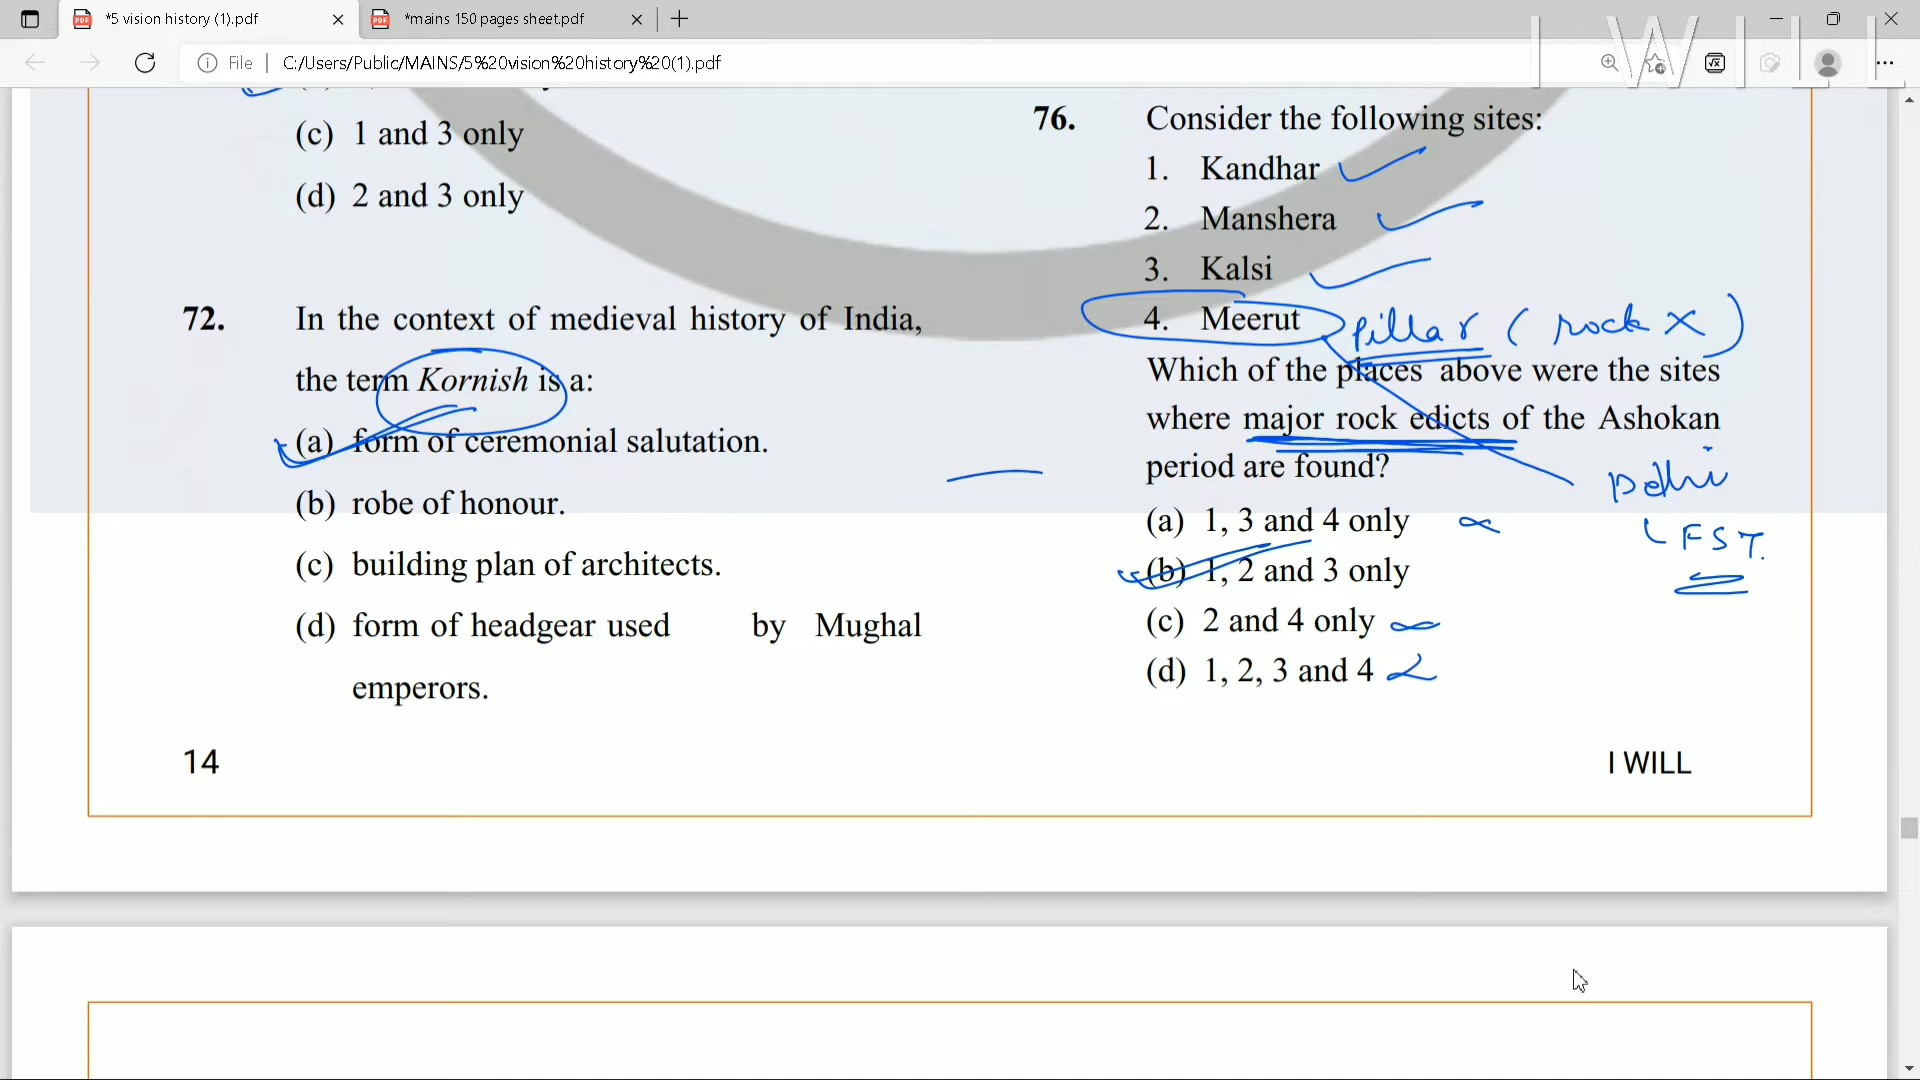 *5 vision history (1).pdf
*mains 150 pages sheet.pdf
File | C:/Users/Public/MAINS/5%20vision%20history%20(1).pdf
I WILL
(c) 1 and 3 only
(d) 2 and 3 only
72. In the context of medieval history of India,
the term Kornish is a:
(a) form of ceremonial salutation.
(b) robe of honour.
(c) building plan of architects.
(d) form of headgear used by Mughal
emperors.
76. Consider the following sites:
1. Kandhar
2. Manshera
3. Kalsi
4. Meerut pillar (rock X)
Which of the places above were the sites
where major rock edicts of the Ashokan
period are found?
Delhi
(a) 1, 3 and 4 only
FST.
(b) 1, 2 and 3 only
(c) 2 and 4 only
(d) 1, 2, 3 and 4
14
I WILL